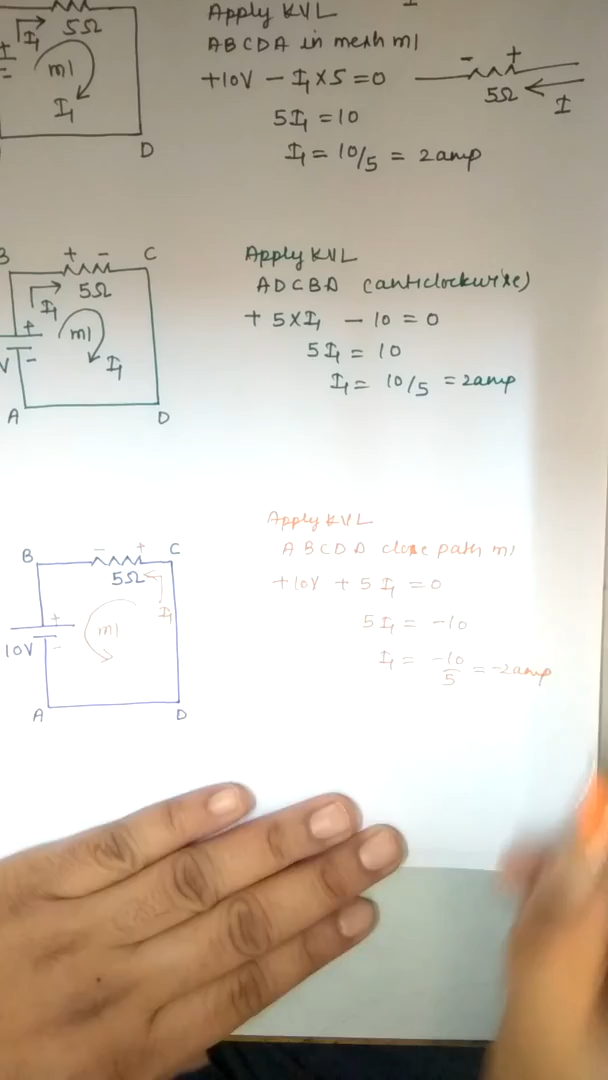 Apply KVL
ABCDA in mesh m1
+10V - I1×5 = 0
5I1 = 10
I1 = 10/5 = 2amp
5Ω
I1
m1
I1
D
- +
5Ω
I
B + - C
5Ω
I1
m1
+
-
V
I1
A D
Apply KVL
ADCBA (anticlockwise)
+ 5×I1 - 10 = 0
5I1 = 10
I1 = 10/5 = 2amp
B - + C
5Ω
I1
m1
+
-
10V
A D
Apply KVL
ABCDA close path m1
+10V + 5I1 = 0
5I1 = -10
I1 = -10/5 = -2amp